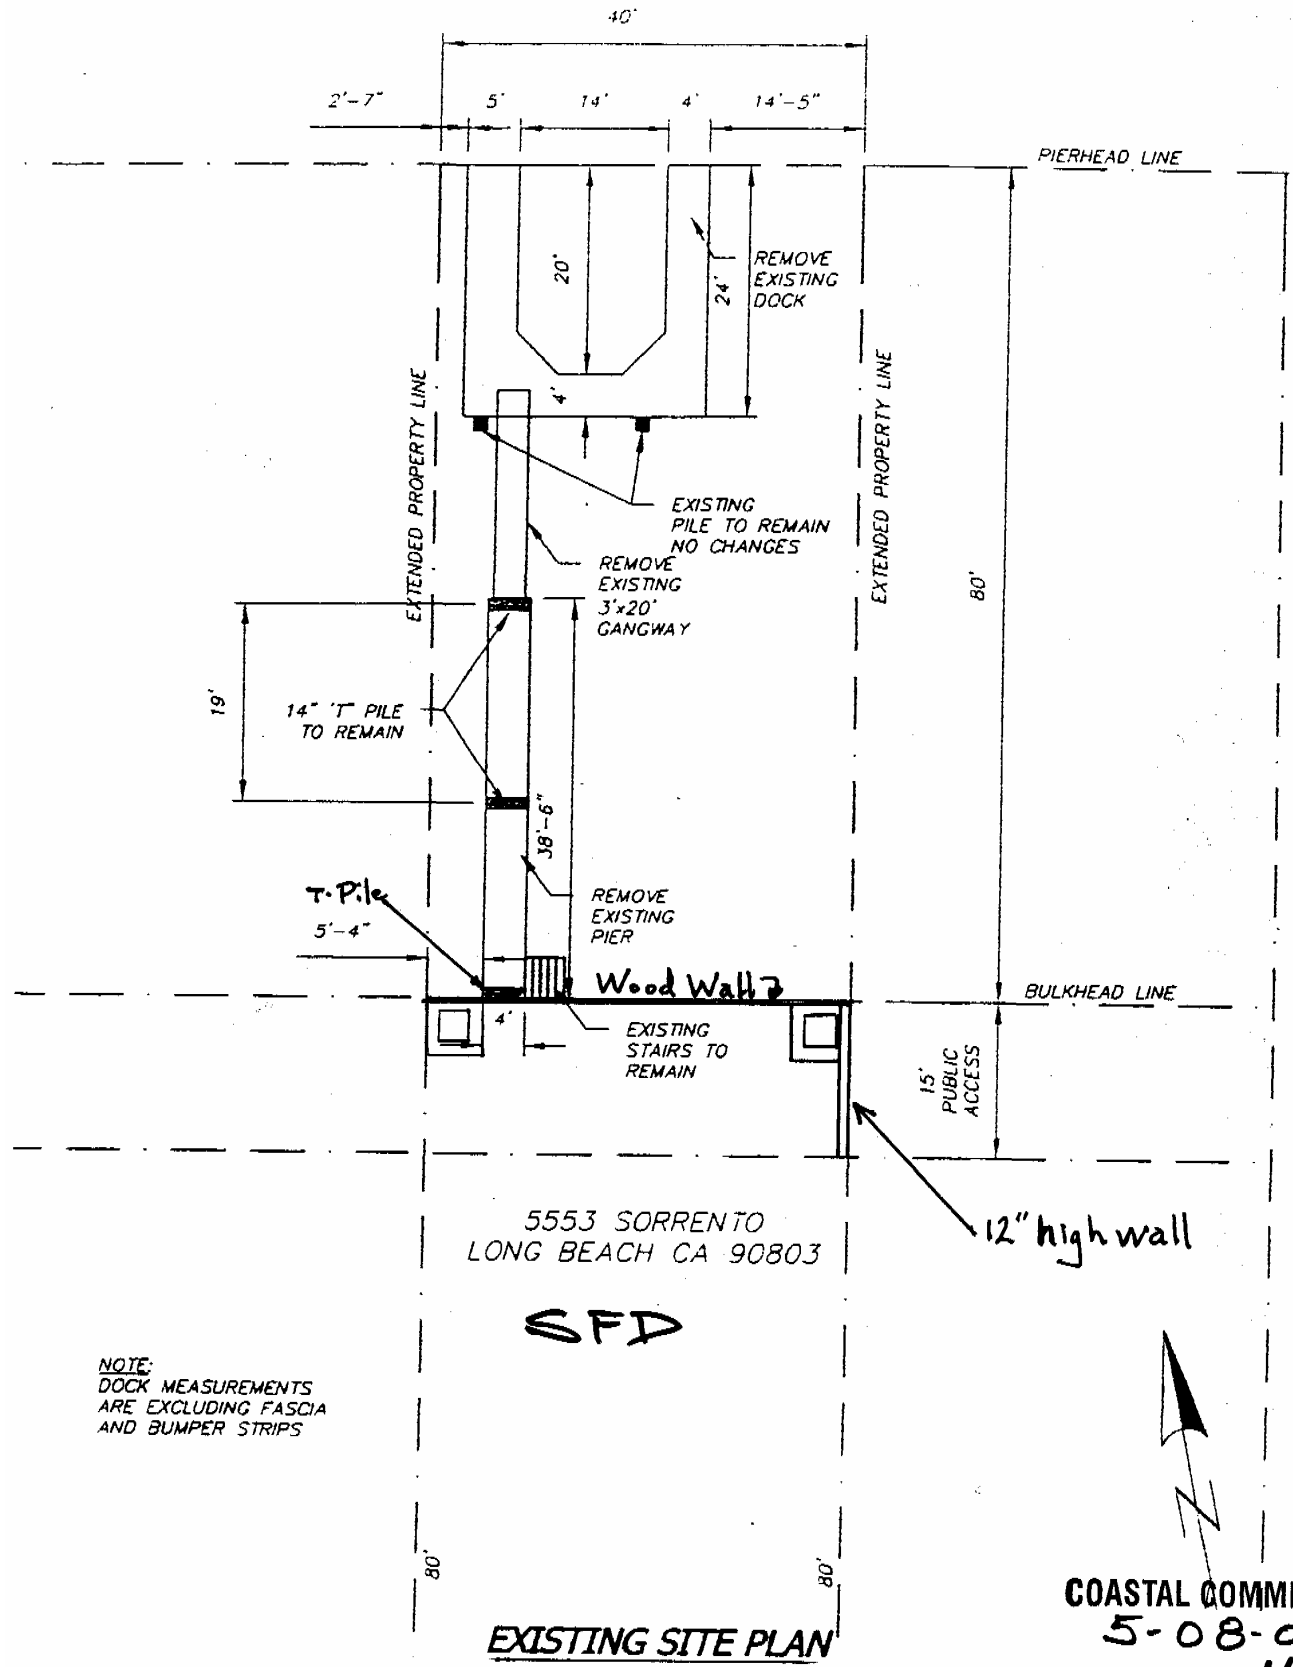 40'
2'-7" 5' 14' 4' 14'-5"
PIERHEAD LINE
REMOVE
EXISTING
DOCK
20'
24'
4'
EXTENDED PROPERTY LINE
EXTENDED PROPERTY LINE
EXISTING
PILE TO REMAIN
NO CHANGES
REMOVE
EXISTING
3'x20'
GANGWAY
80'
19'
14" 'T' PILE
TO REMAIN
38'-6"
T-Pile
5'-4"
REMOVE
EXISTING
PIER
Wood Wall
BULKHEAD LINE
4'
EXISTING
STAIRS TO
REMAIN
15'
PUBLIC
ACCESS
12" high wall
5553 SORRENTO
LONG BEACH CA 90803
SFD
NOTE:
DOCK MEASUREMENTS
ARE EXCLUDING FASCIA
AND BUMPER STRIPS
N
80'
80'
COASTAL
5-08-
EXISTING SITE PLAN